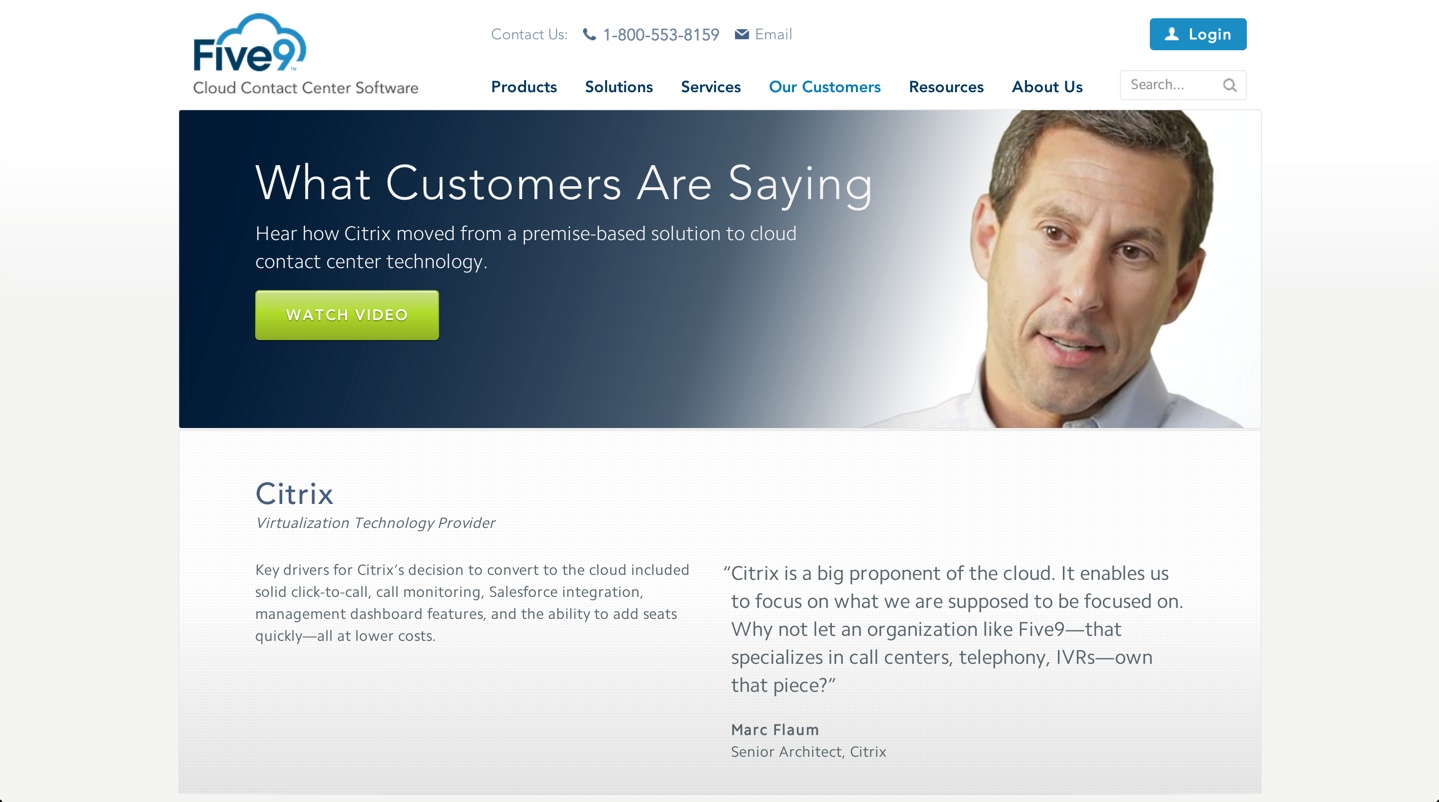 Five9™
Cloud Contact Center Software
Contact Us: 1-800-553-8159 Email
Login
Products Solutions Services Our Customers Resources About Us
Search...
What Customers Are Saying
Hear how Citrix moved from a premise-based solution to cloud
contact center technology.
WATCH VIDEO
Citrix
Virtualization Technology Provider
Key drivers for Citrix’s decision to convert to the cloud included
solid click-to-call, call monitoring, Salesforce integration,
management dashboard features, and the ability to add seats
quickly—all at lower costs.
“Citrix is a big proponent of the cloud. It enables us
to focus on what we are supposed to be focused on.
Why not let an organization like Five9—that
specializes in call centers, telephony, IVRs—own
that piece?”
Marc Flaum
Senior Architect, Citrix